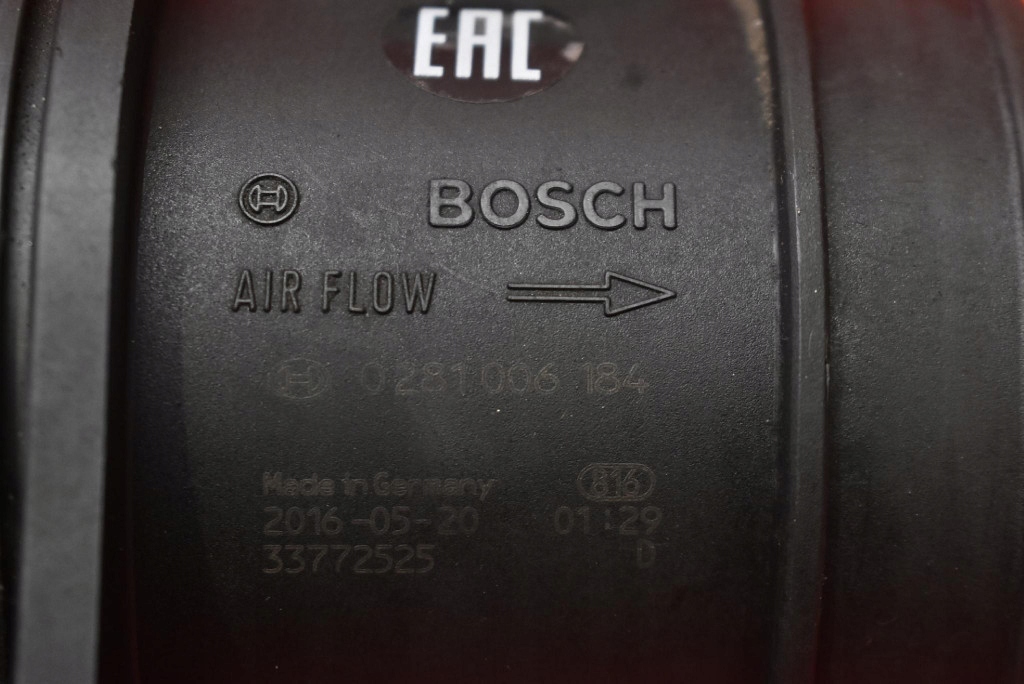 EAC
BOSCH
AIR FLOW
0 281 006 184
Made in Germany 816
2016-05-20 01:29
33772525 D